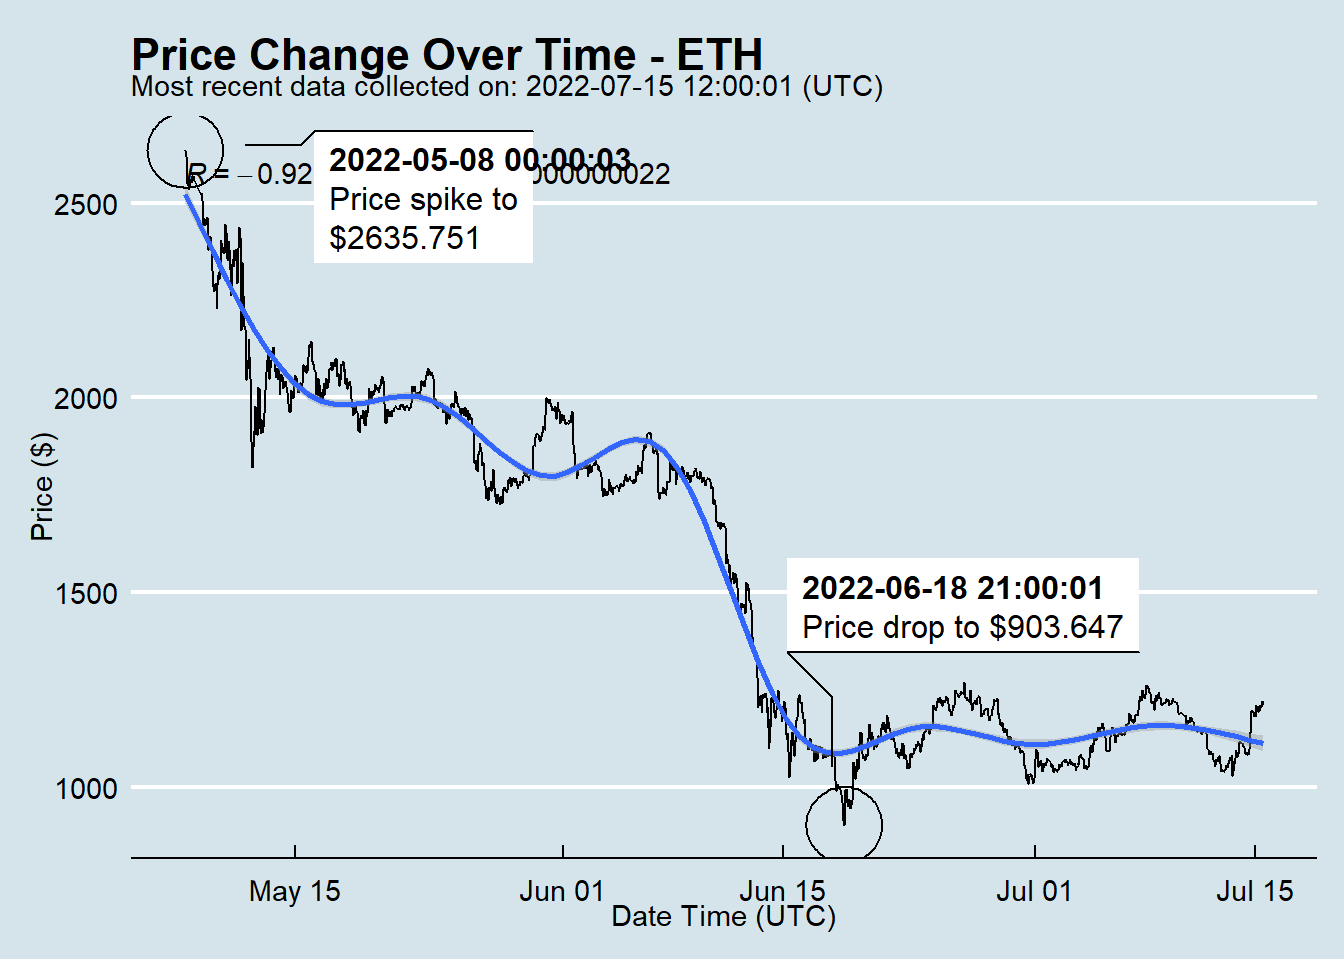 Price Change Over Time - ETH
Most recent data collected on: 2022-07-15 12:00:01 (UTC)
2022-05-08 00:00:03
R = −0.92
000000022
Price spike to
$2635.751
2500
2000
1500
1000
Price ($)
2022-06-18 21:00:01
Price drop to $903.647
May 15
Jun 01
Jun 15
Jul 01
Jul 15
Date Time (UTC)